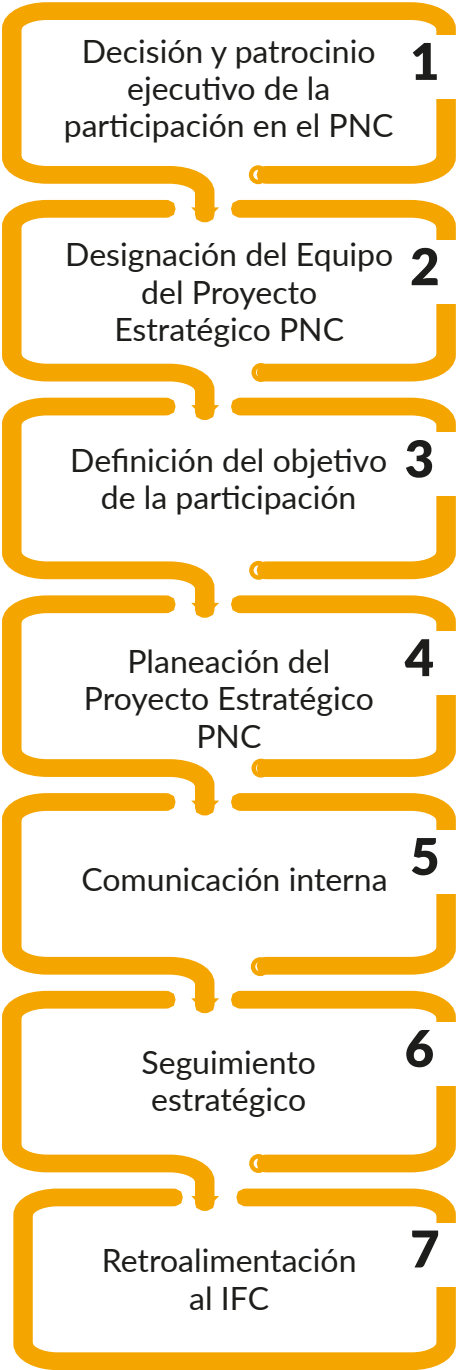 Decisión y patrocinio
ejecutivo de la
participación en el PNC
1
Designación del Equipo
del Proyecto
Estratégico PNC
2
Definición del objetivo
de la participación
3
Planeación del
Proyecto Estratégico
PNC
4
Comunicación interna
5
Seguimiento
estratégico
6
Retroalimentación
al IFC
7